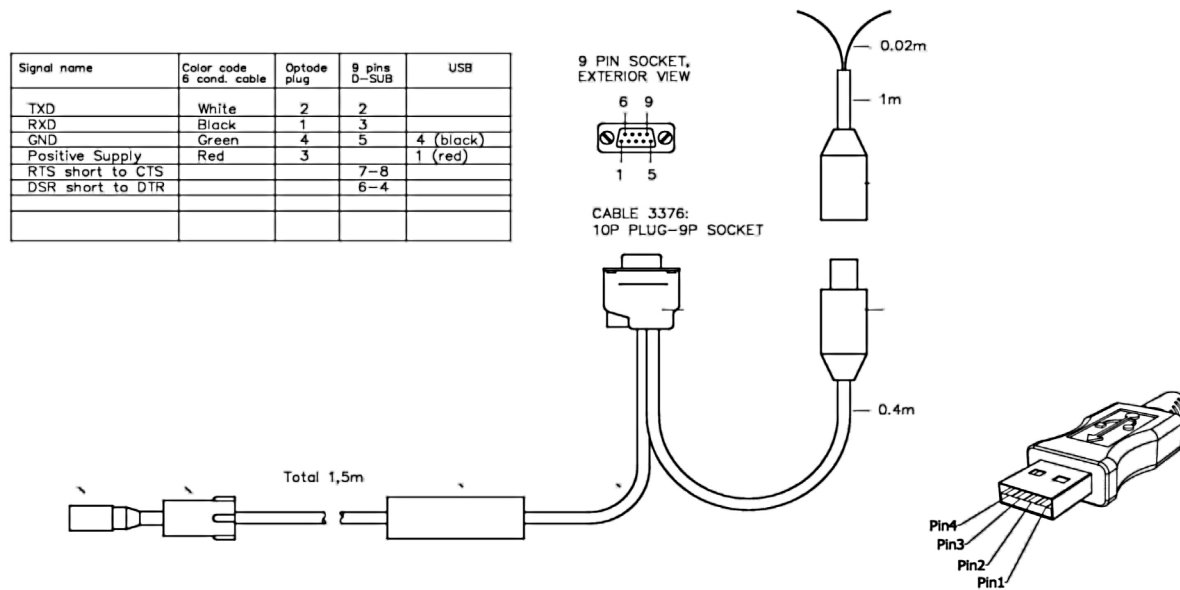 Signal name Color code 6 cond. cable Optode plug 9 pins D-SUB USB
TXD White 2 2
RXD Black 1 3
GND Green 4 5 4 (black)
Positive Supply Red 3 1 (red)
RTS short to CTS 7-8
DSR short to DTR 6-4
9 PIN SOCKET,
EXTERIOR VIEW
6 9
1 5
CABLE 3376:
10P PLUG-9P SOCKET
0.02m
1m
0.4m
Total 1,5m
Pin4
Pin3
Pin2
Pin1